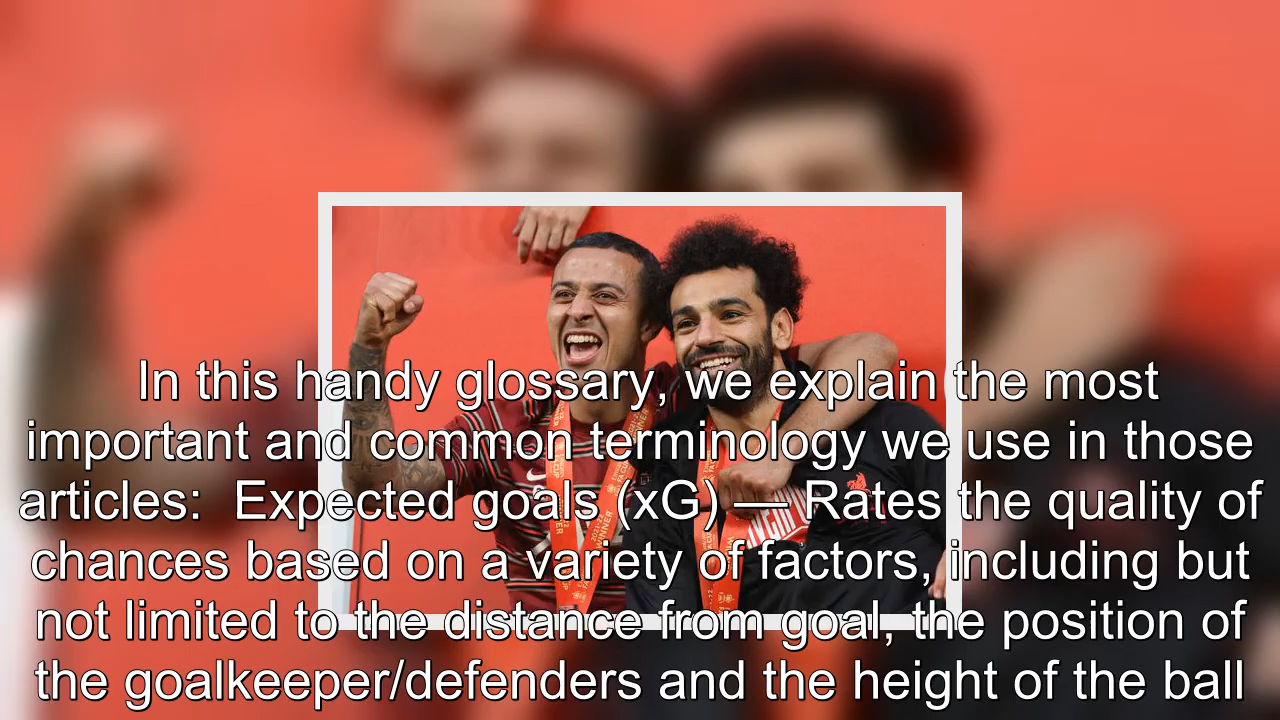 In this handy glossary, we explain the most
important and common terminology we use in those
articles:  Expected goals (xG) — Rates the quality of
chances based on a variety of factors, including but
not limited to the distance from goal, the position of
the goalkeeper/defenders and the height of the ball